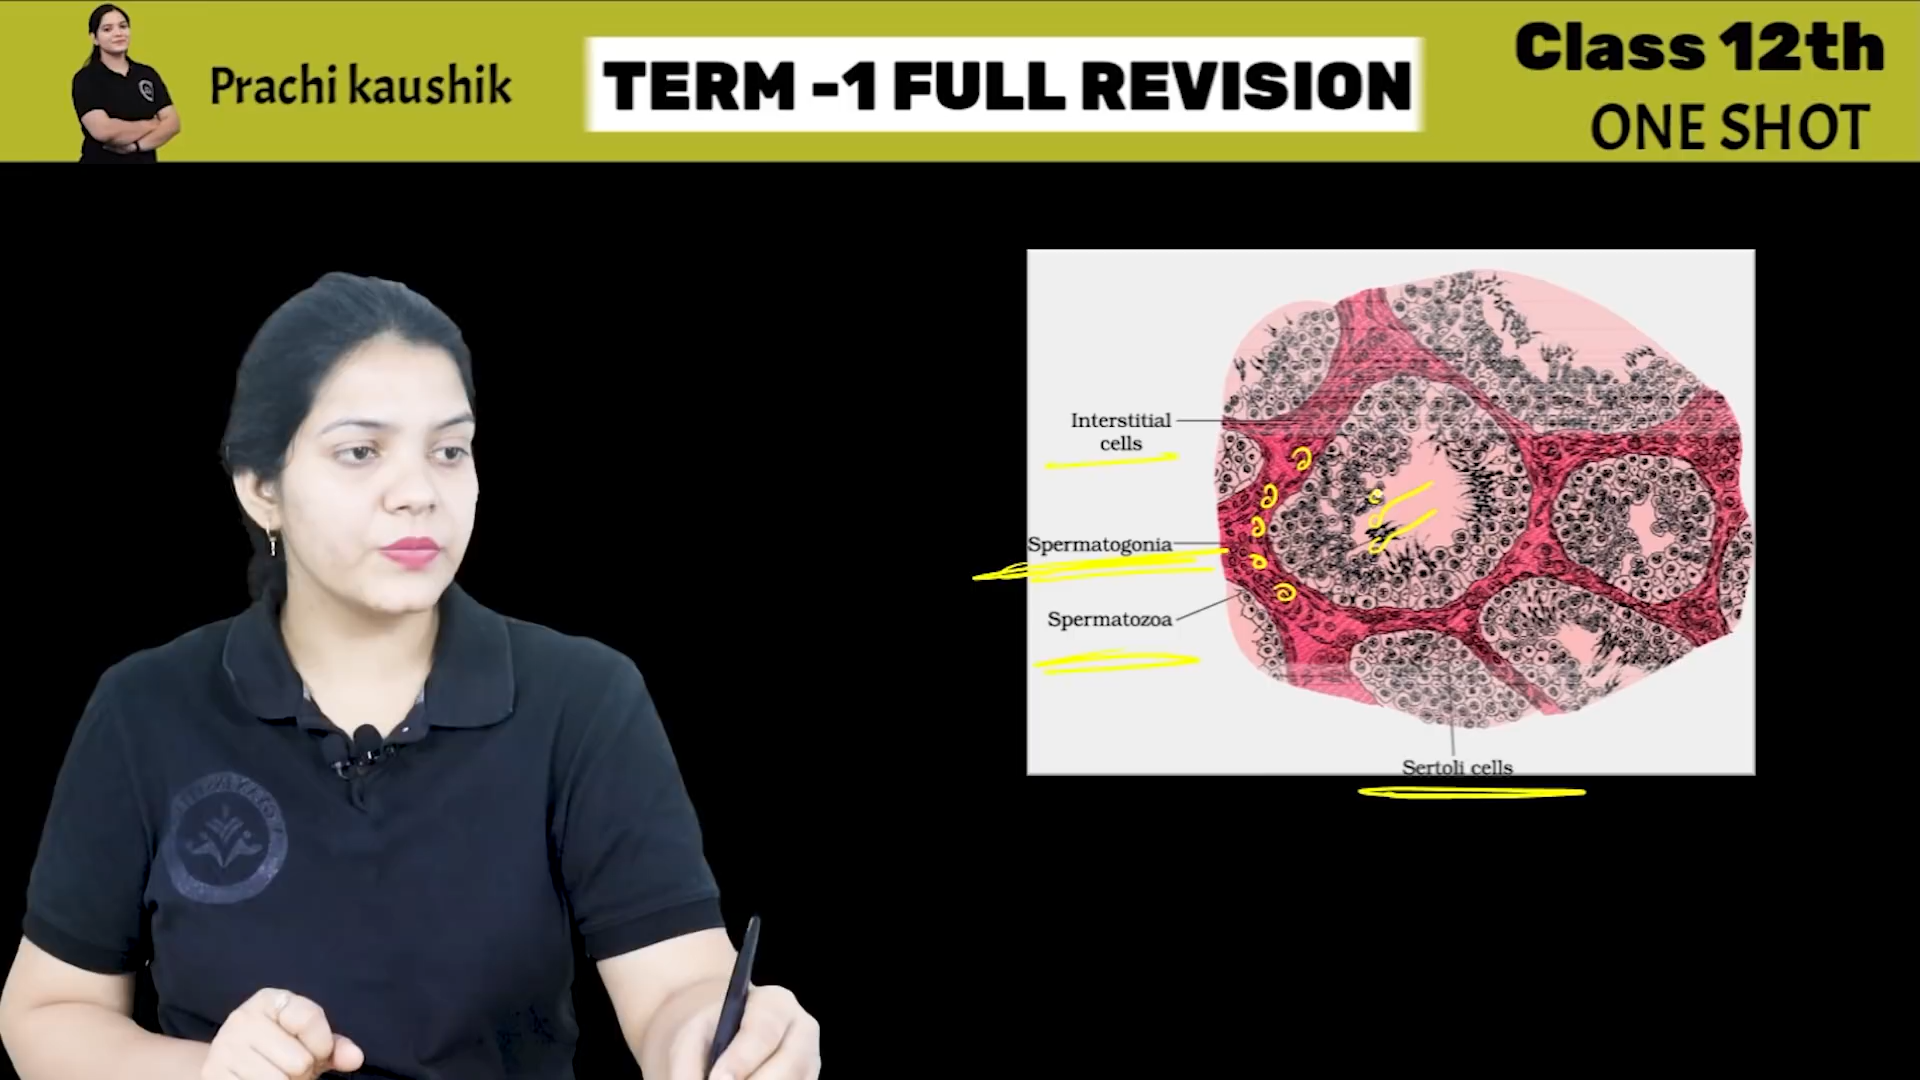 Prachi kaushik
TERM -1 FULL REVISION
Class 12th
ONE SHOT
Interstitial
cells
Spermatogonia
Spermatozoa
Sertoli cells